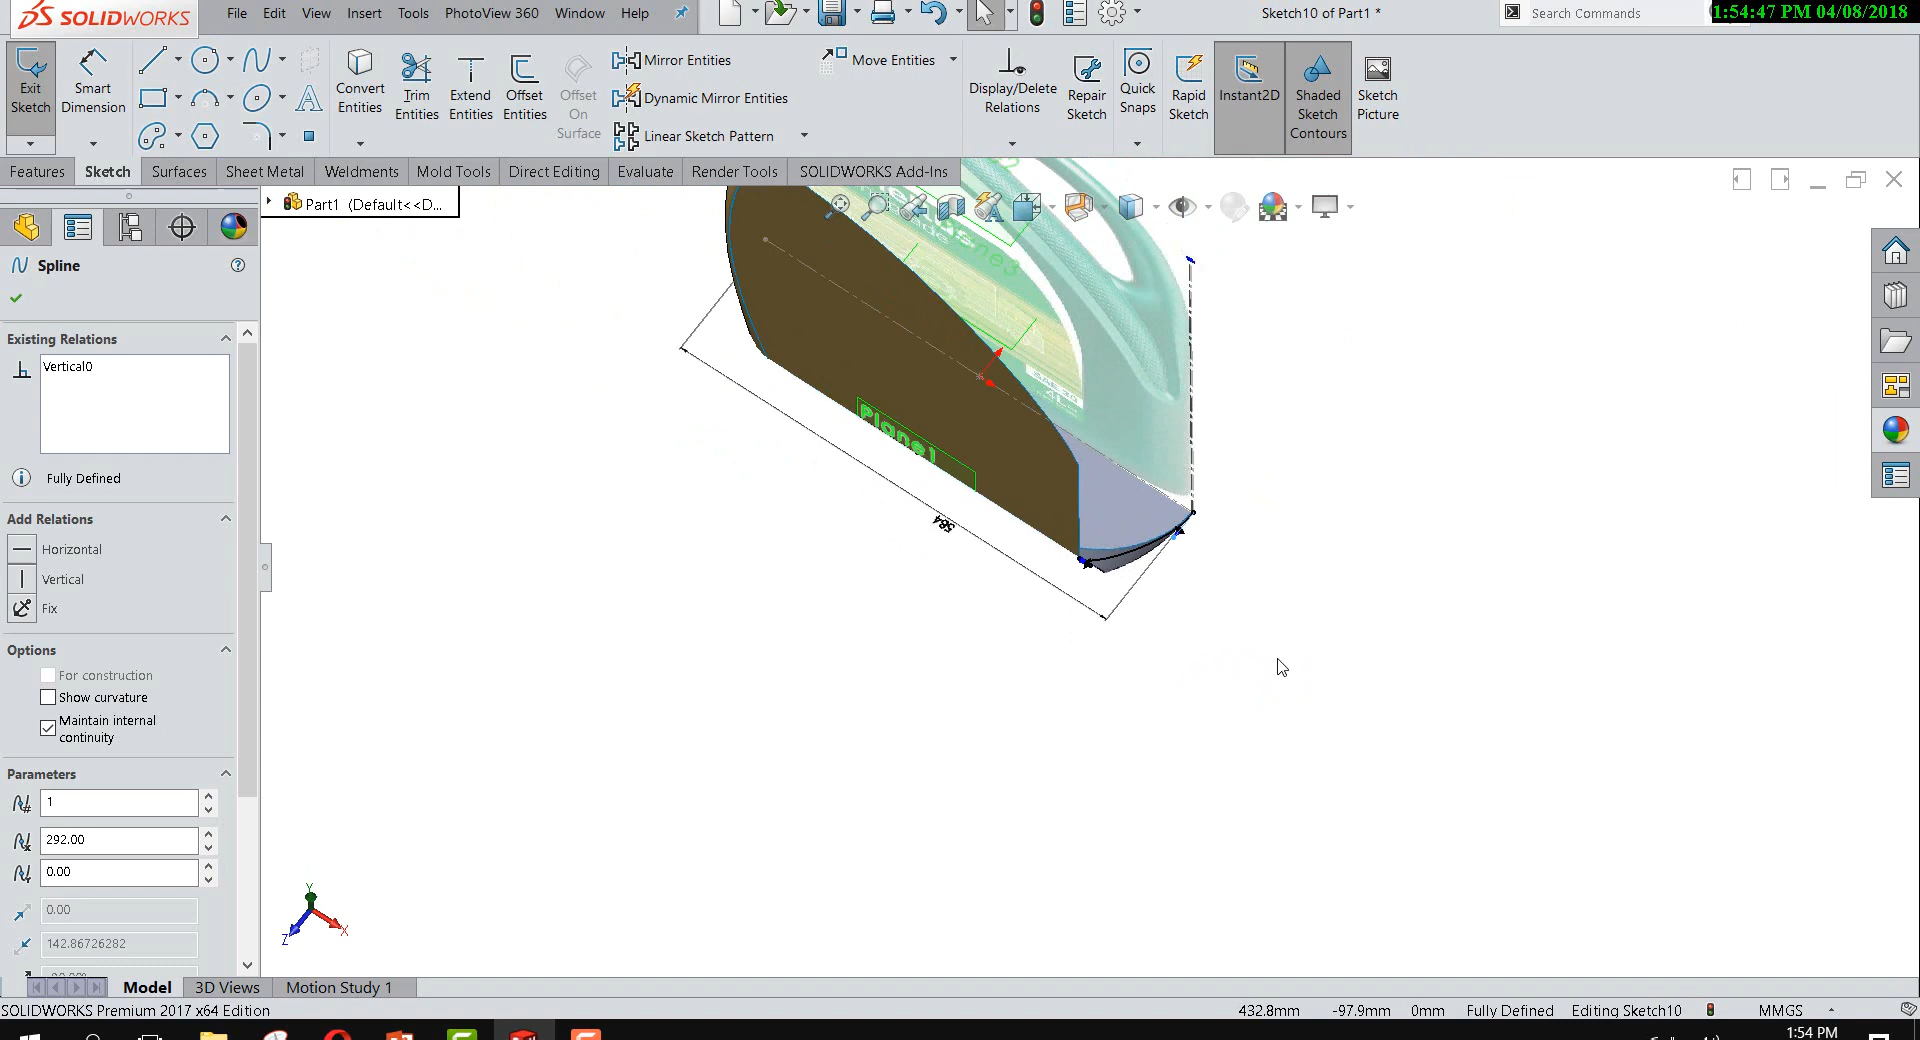 SOLIDWORKS
File Edit View Insert Tools PhotoView 360 Window Help
Sketch10 of Part1 *
Search Commands
1:54:47 PM 04/08/2018
Exit Sketch
Smart Dimension
Convert Entities
Trim Entities
Extend Entities
Offset Entities
Offset On Surface
Mirror Entities
Dynamic Mirror Entities
Linear Sketch Pattern
Move Entities
Display/Delete Relations
Repair Sketch
Quick Snaps
Rapid Sketch
Instant2D
Shaded Sketch Contours
Sketch Picture
Features Sketch Surfaces Sheet Metal Weldments Mold Tools Direct Editing Evaluate Render Tools SOLIDWORKS Add-Ins
Part1 (Default<<D...
Spline
Existing Relations
Vertical0
Fully Defined
Add Relations
Horizontal
Vertical
Fix
Options
For construction
Show curvature
Maintain internal
continuity
Parameters
1
292.00
0.00
0.00
142.86726282
Plane1
584
Y
Z
X
Model 3D Views Motion Study 1
SOLIDWORKS Premium 2017 x64 Edition
432.8mm -97.9mm 0mm Fully Defined Editing Sketch10 MMGS
1:54 PM